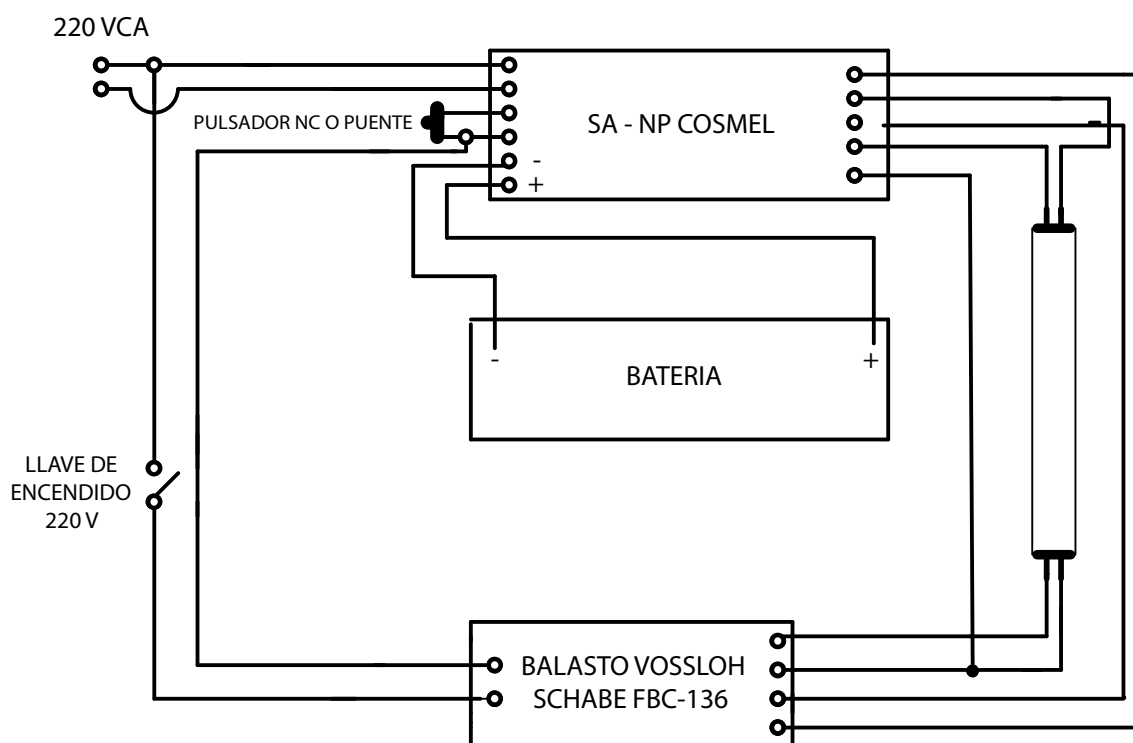 220 VCA
PULSADOR NC O PUENTE
SA - NP COSMEL
-
+
-
BATERIA
+
LLAVE DE
ENCENDIDO
220 V
BALASTO VOSSLOH
SCHABE FBC-136